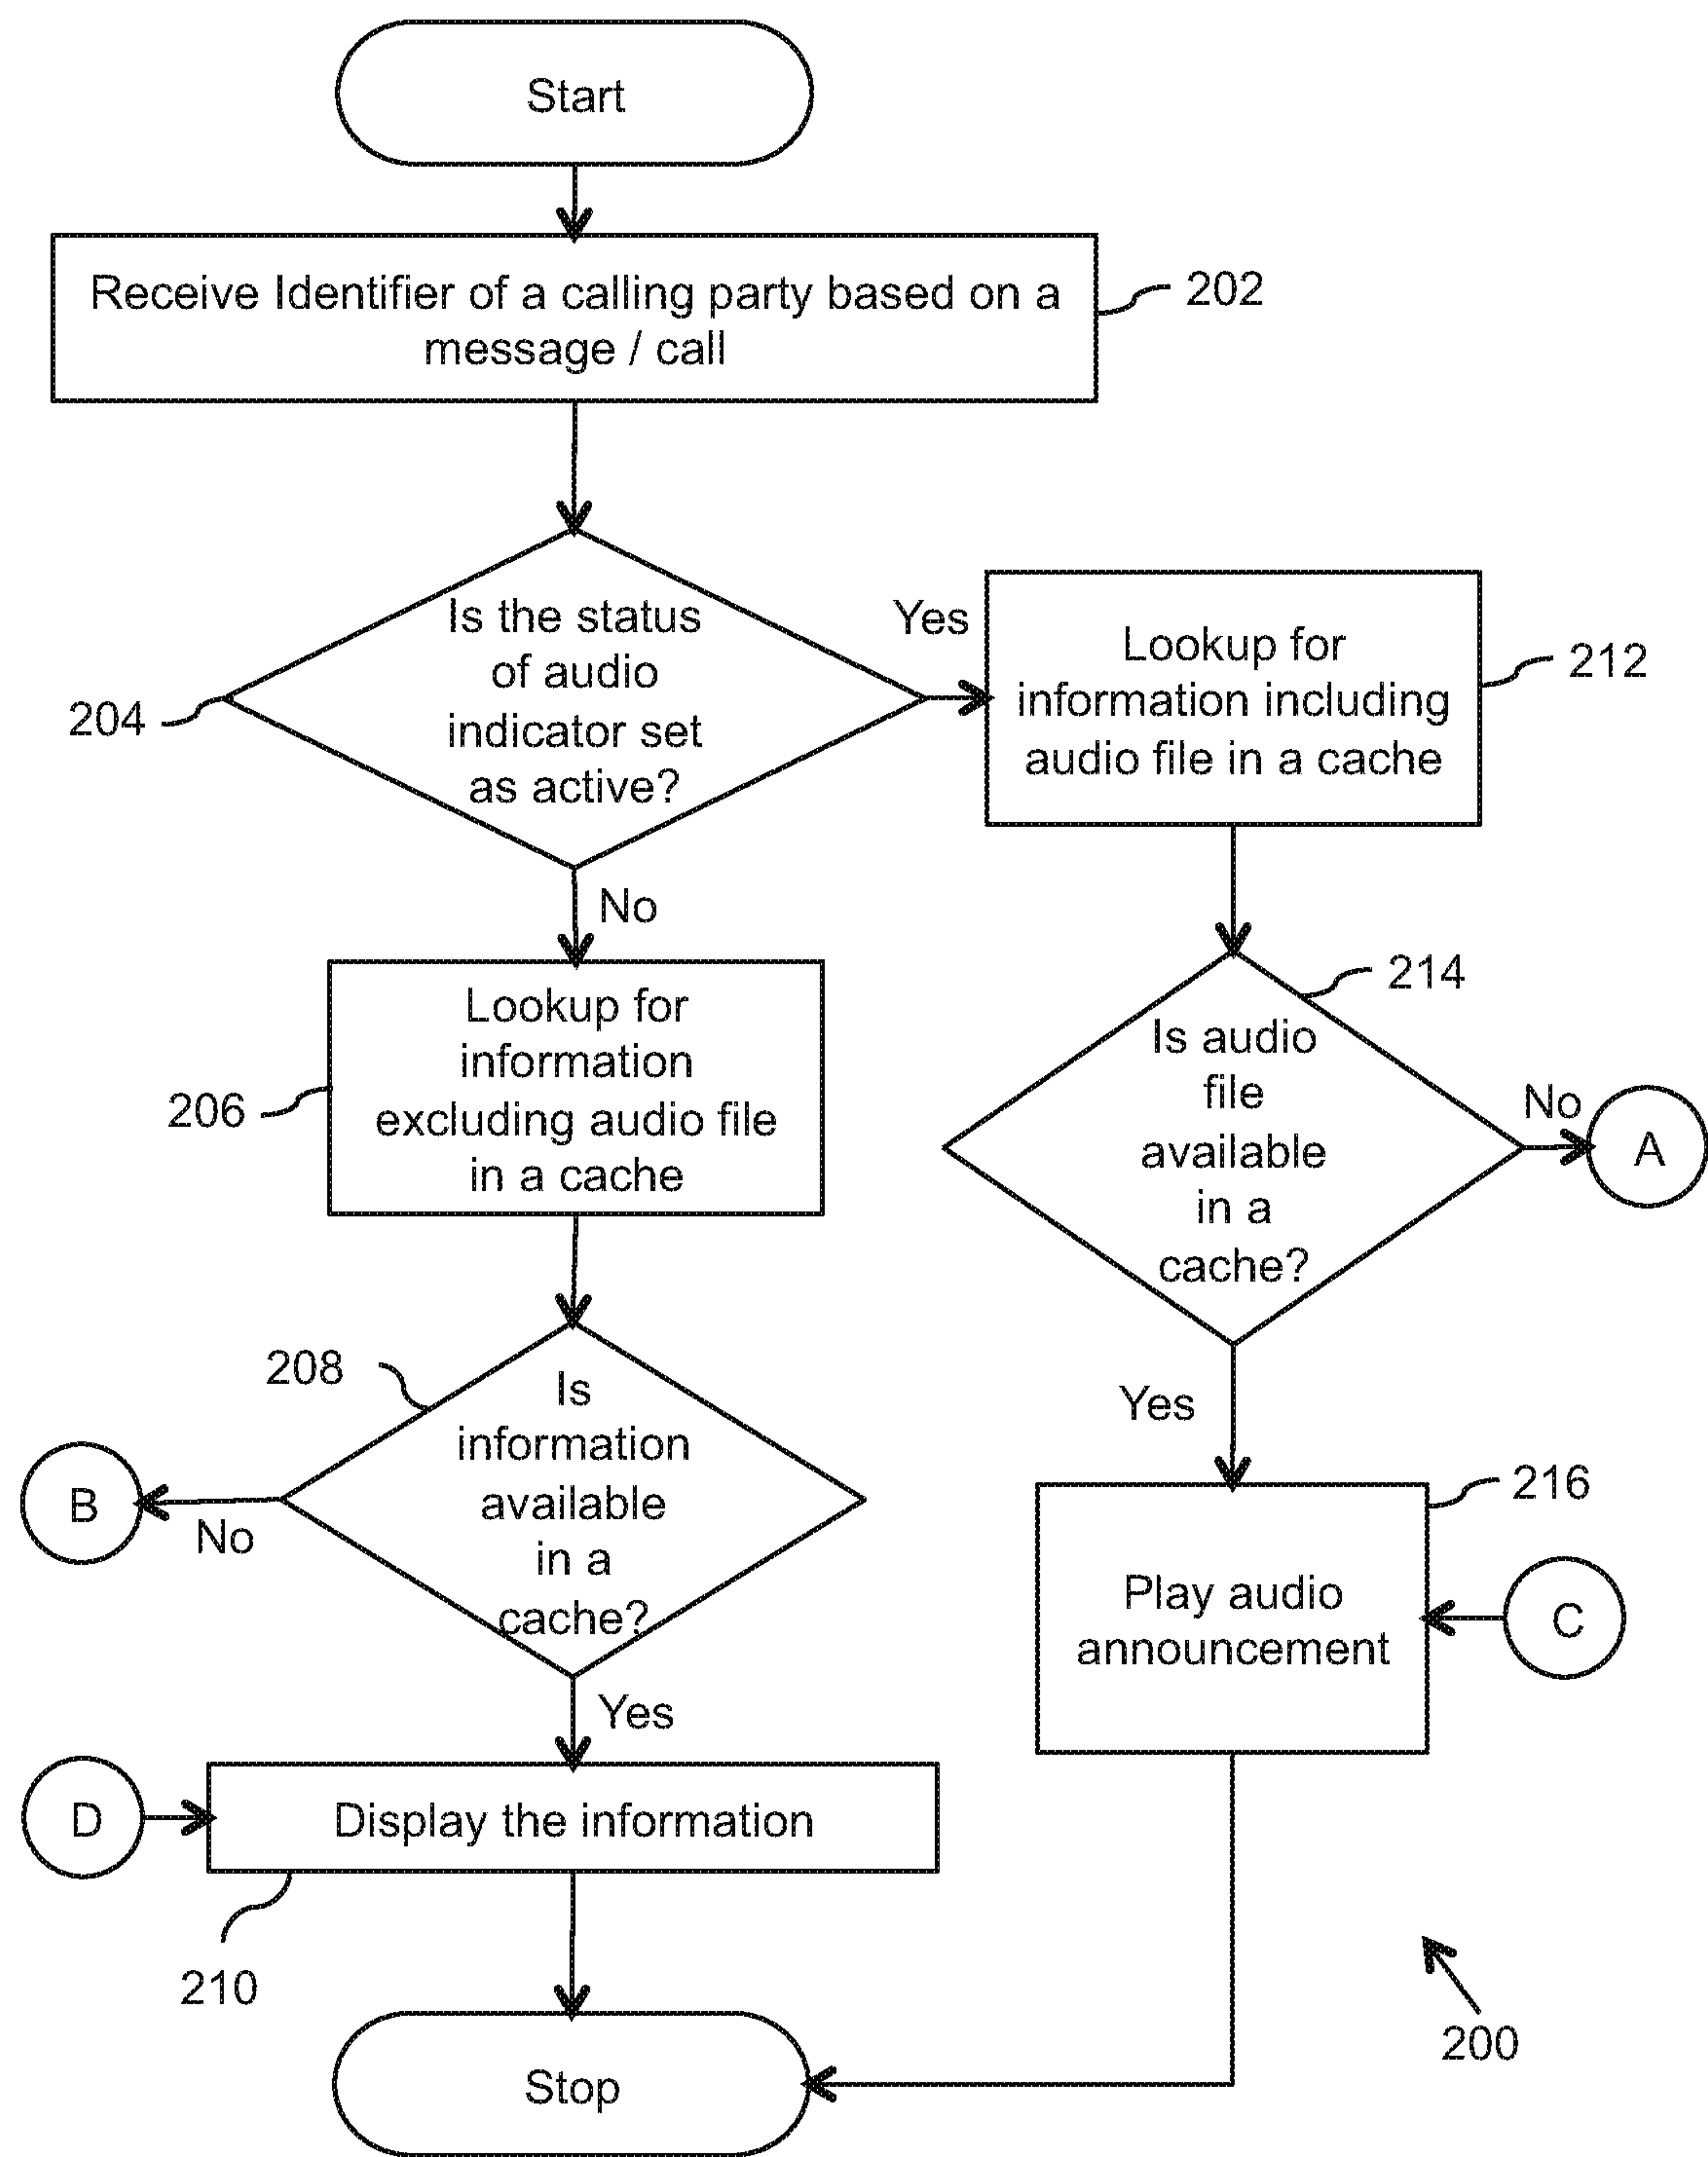 Start
Receive Identifier of a calling party based on a
message / call
202
Is the status
of audio
indicator set
as active?
204
Yes
Lookup for
information including
audio file in a cache
212
No
Lookup for
information
excluding audio file
in a cache
206
214
Is audio
file
available
in a
cache?
No
A
208
Is
information
available
in a
cache?
B
No
Yes
216
Play audio
announcement
C
Yes
D
Display the information
210
Stop
200